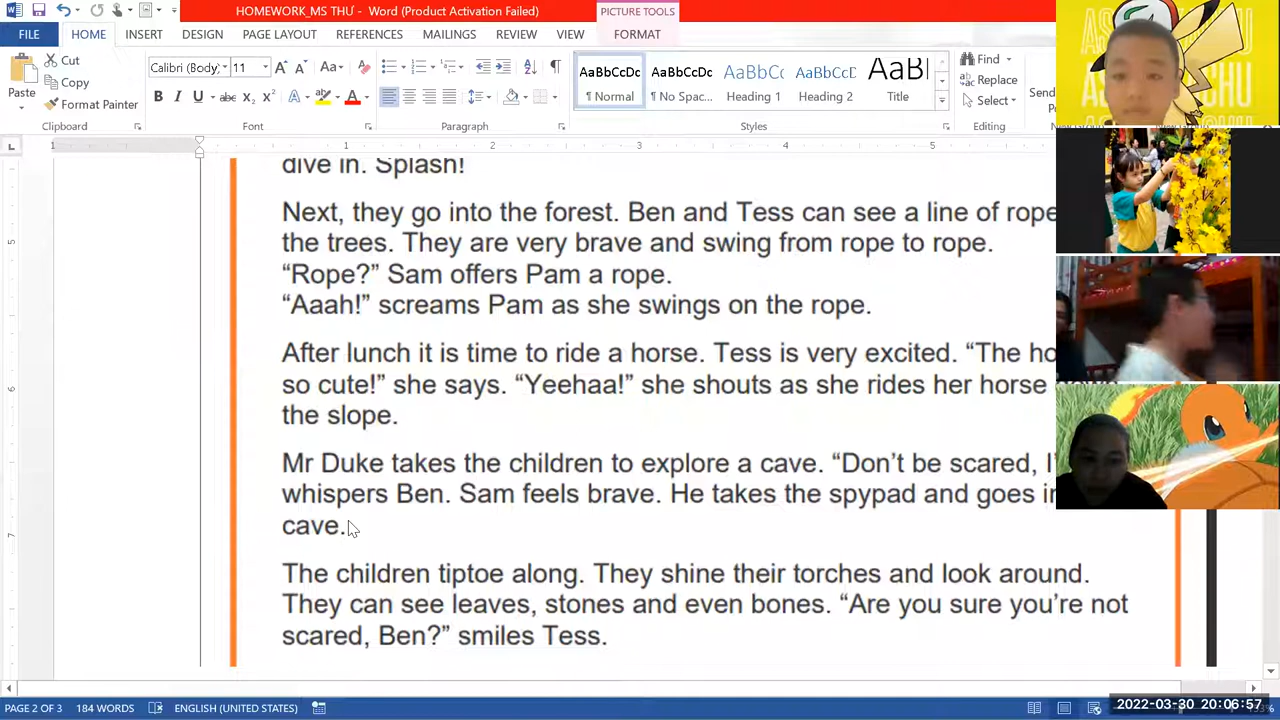 HOMEWORK_MS THƯ - Word (Product Activation Failed)
PICTURE TOOLS
FILE HOME INSERT DESIGN PAGE LAYOUT REFERENCES MAILINGS REVIEW VIEW FORMAT
Paste
Cut
Copy
Format Painter
Calibri (Body) 11
AaBbCcDc AaBbCcDc AaBbCc AaBbCcD AaBb
¶ Normal ¶ No Spac... Heading 1 Heading 2 Title
Find
Replace
Select
Clipboard Font Paragraph Styles Editing
dive in. Splash!
Next, they go into the forest. Ben and Tess can see a line of rope
the trees. They are very brave and swing from rope to rope.
“Rope?” Sam offers Pam a rope.
“Aaah!” screams Pam as she swings on the rope.
After lunch it is time to ride a horse. Tess is very excited. “The
so cute!” she says. “Yeehaa!” she shouts as she rides her horse
the slope.
Mr Duke takes the children to explore a cave. “Don’t be scared,
whispers Ben. Sam feels brave. He takes the spypad and goes
cave.
The children tiptoe along. They shine their torches and look around.
They can see leaves, stones and even bones. “Are you sure you’re not
scared, Ben?” smiles Tess.
PAGE 2 OF 3 184 WORDS ENGLISH (UNITED STATES)
2022-03-30 20:06:57